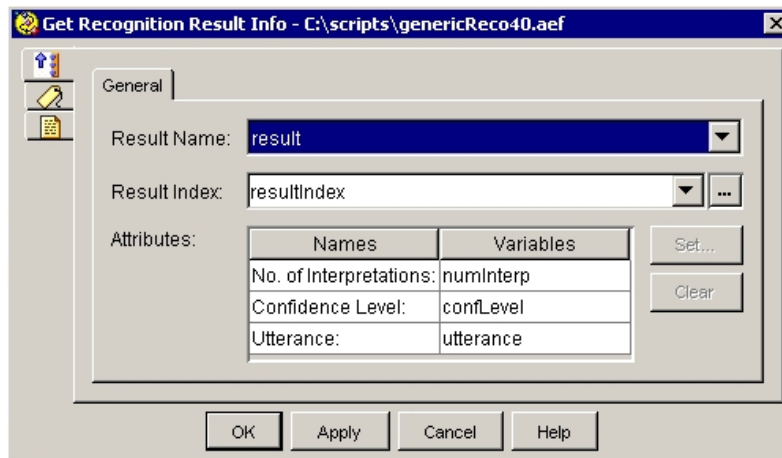 Get Recognition Result Info - C:\scripts\genericReco40.aef
General
Result Name: result
Result Index: resultIndex ...
Attributes: Names Variables Set...
No. of Interpretations: numInterp
Clear
Confidence Level: confLevel
Utterance: utterance
OK Apply Cancel Help